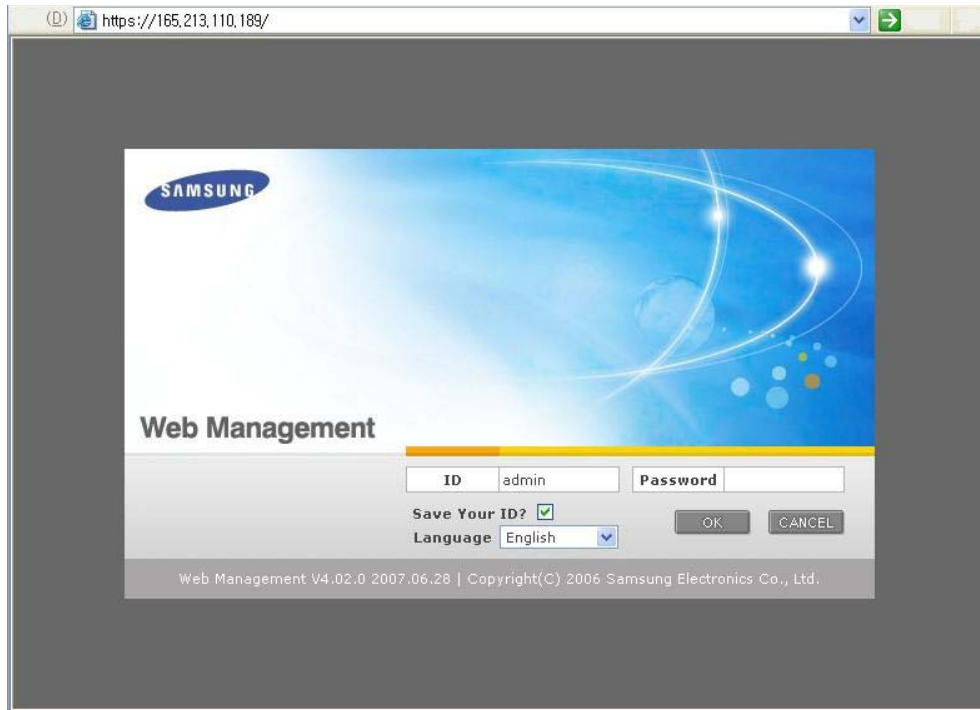 (D) https://165,213,110,189/
SAMSUNG
Web Management
ID admin Password
Save Your ID?
OK CANCEL
Language English
Web Management V4.02.0 2007.06.28 | Copyright(C) 2006 Samsung Electronics Co., Ltd.